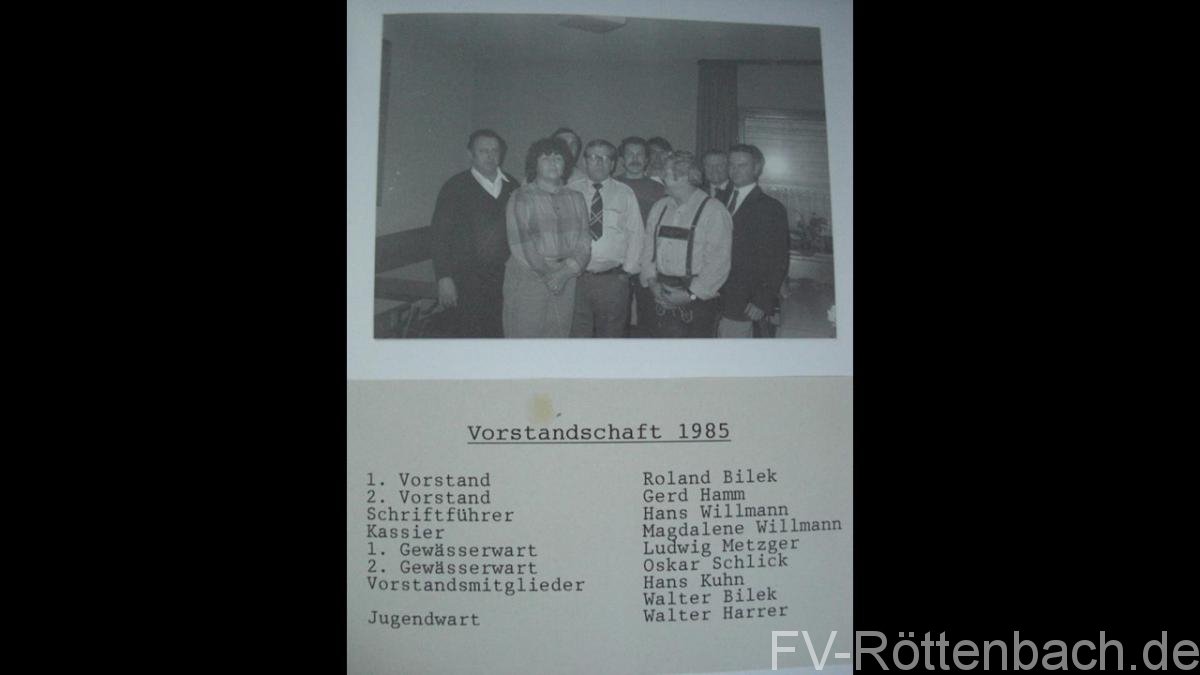 Vorstandschaft 1985
1. Vorstand Roland Bilek
2. Vorstand Gerd Hamm
Schriftführer Hans Willmann
Kassier Magdalene Willmann
1. Gewässerwart Ludwig Metzger
2. Gewässerwart Oskar Schlick
Vorstandsmitglieder Hans Kuhn
Walter Bilek
Jugendwart Walter Harrer
FV-Röttenbach.de